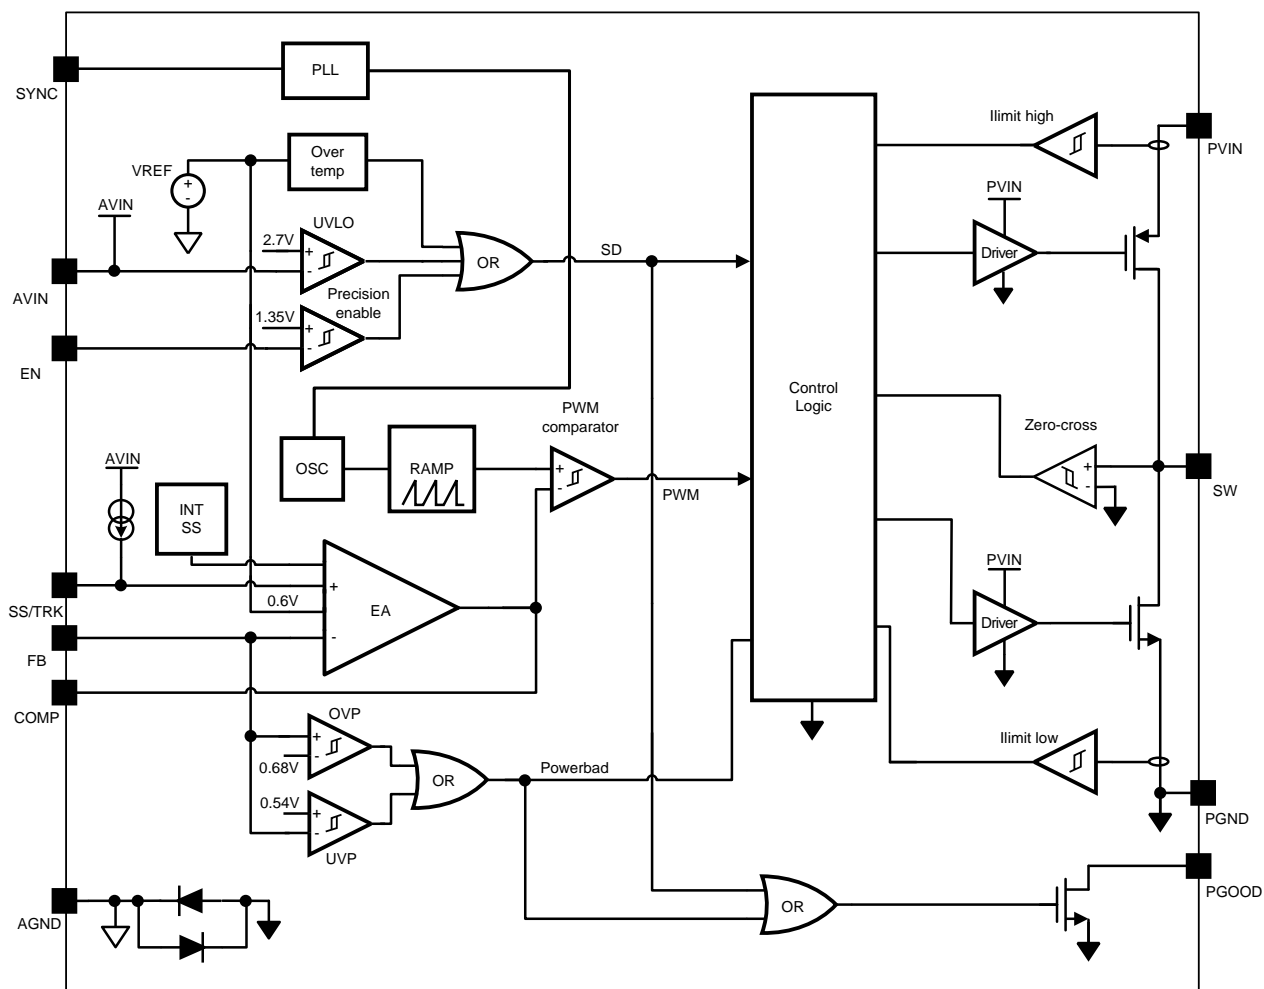 SYNC
PLL
Ilimit high
PVIN
Over
temp
VREF
+
-
AVIN
UVLO
2.7V
+
-
OR
SD
PVIN
Driver
AVIN
Precision
enable
1.35V
+
-
EN
Control
Logic
PWM
comparator
Zero-cross
AVIN
OSC
RAMP
+
-
PWM
+
-
SW
INT
SS
SS/TRK
+
0.6V
EA
-
FB
PVIN
Driver
COMP
OVP
+
-
0.68V
OR
Powerbad
Ilimit low
0.54V
+
-
UVP
PGND
AGND
OR
PGOOD